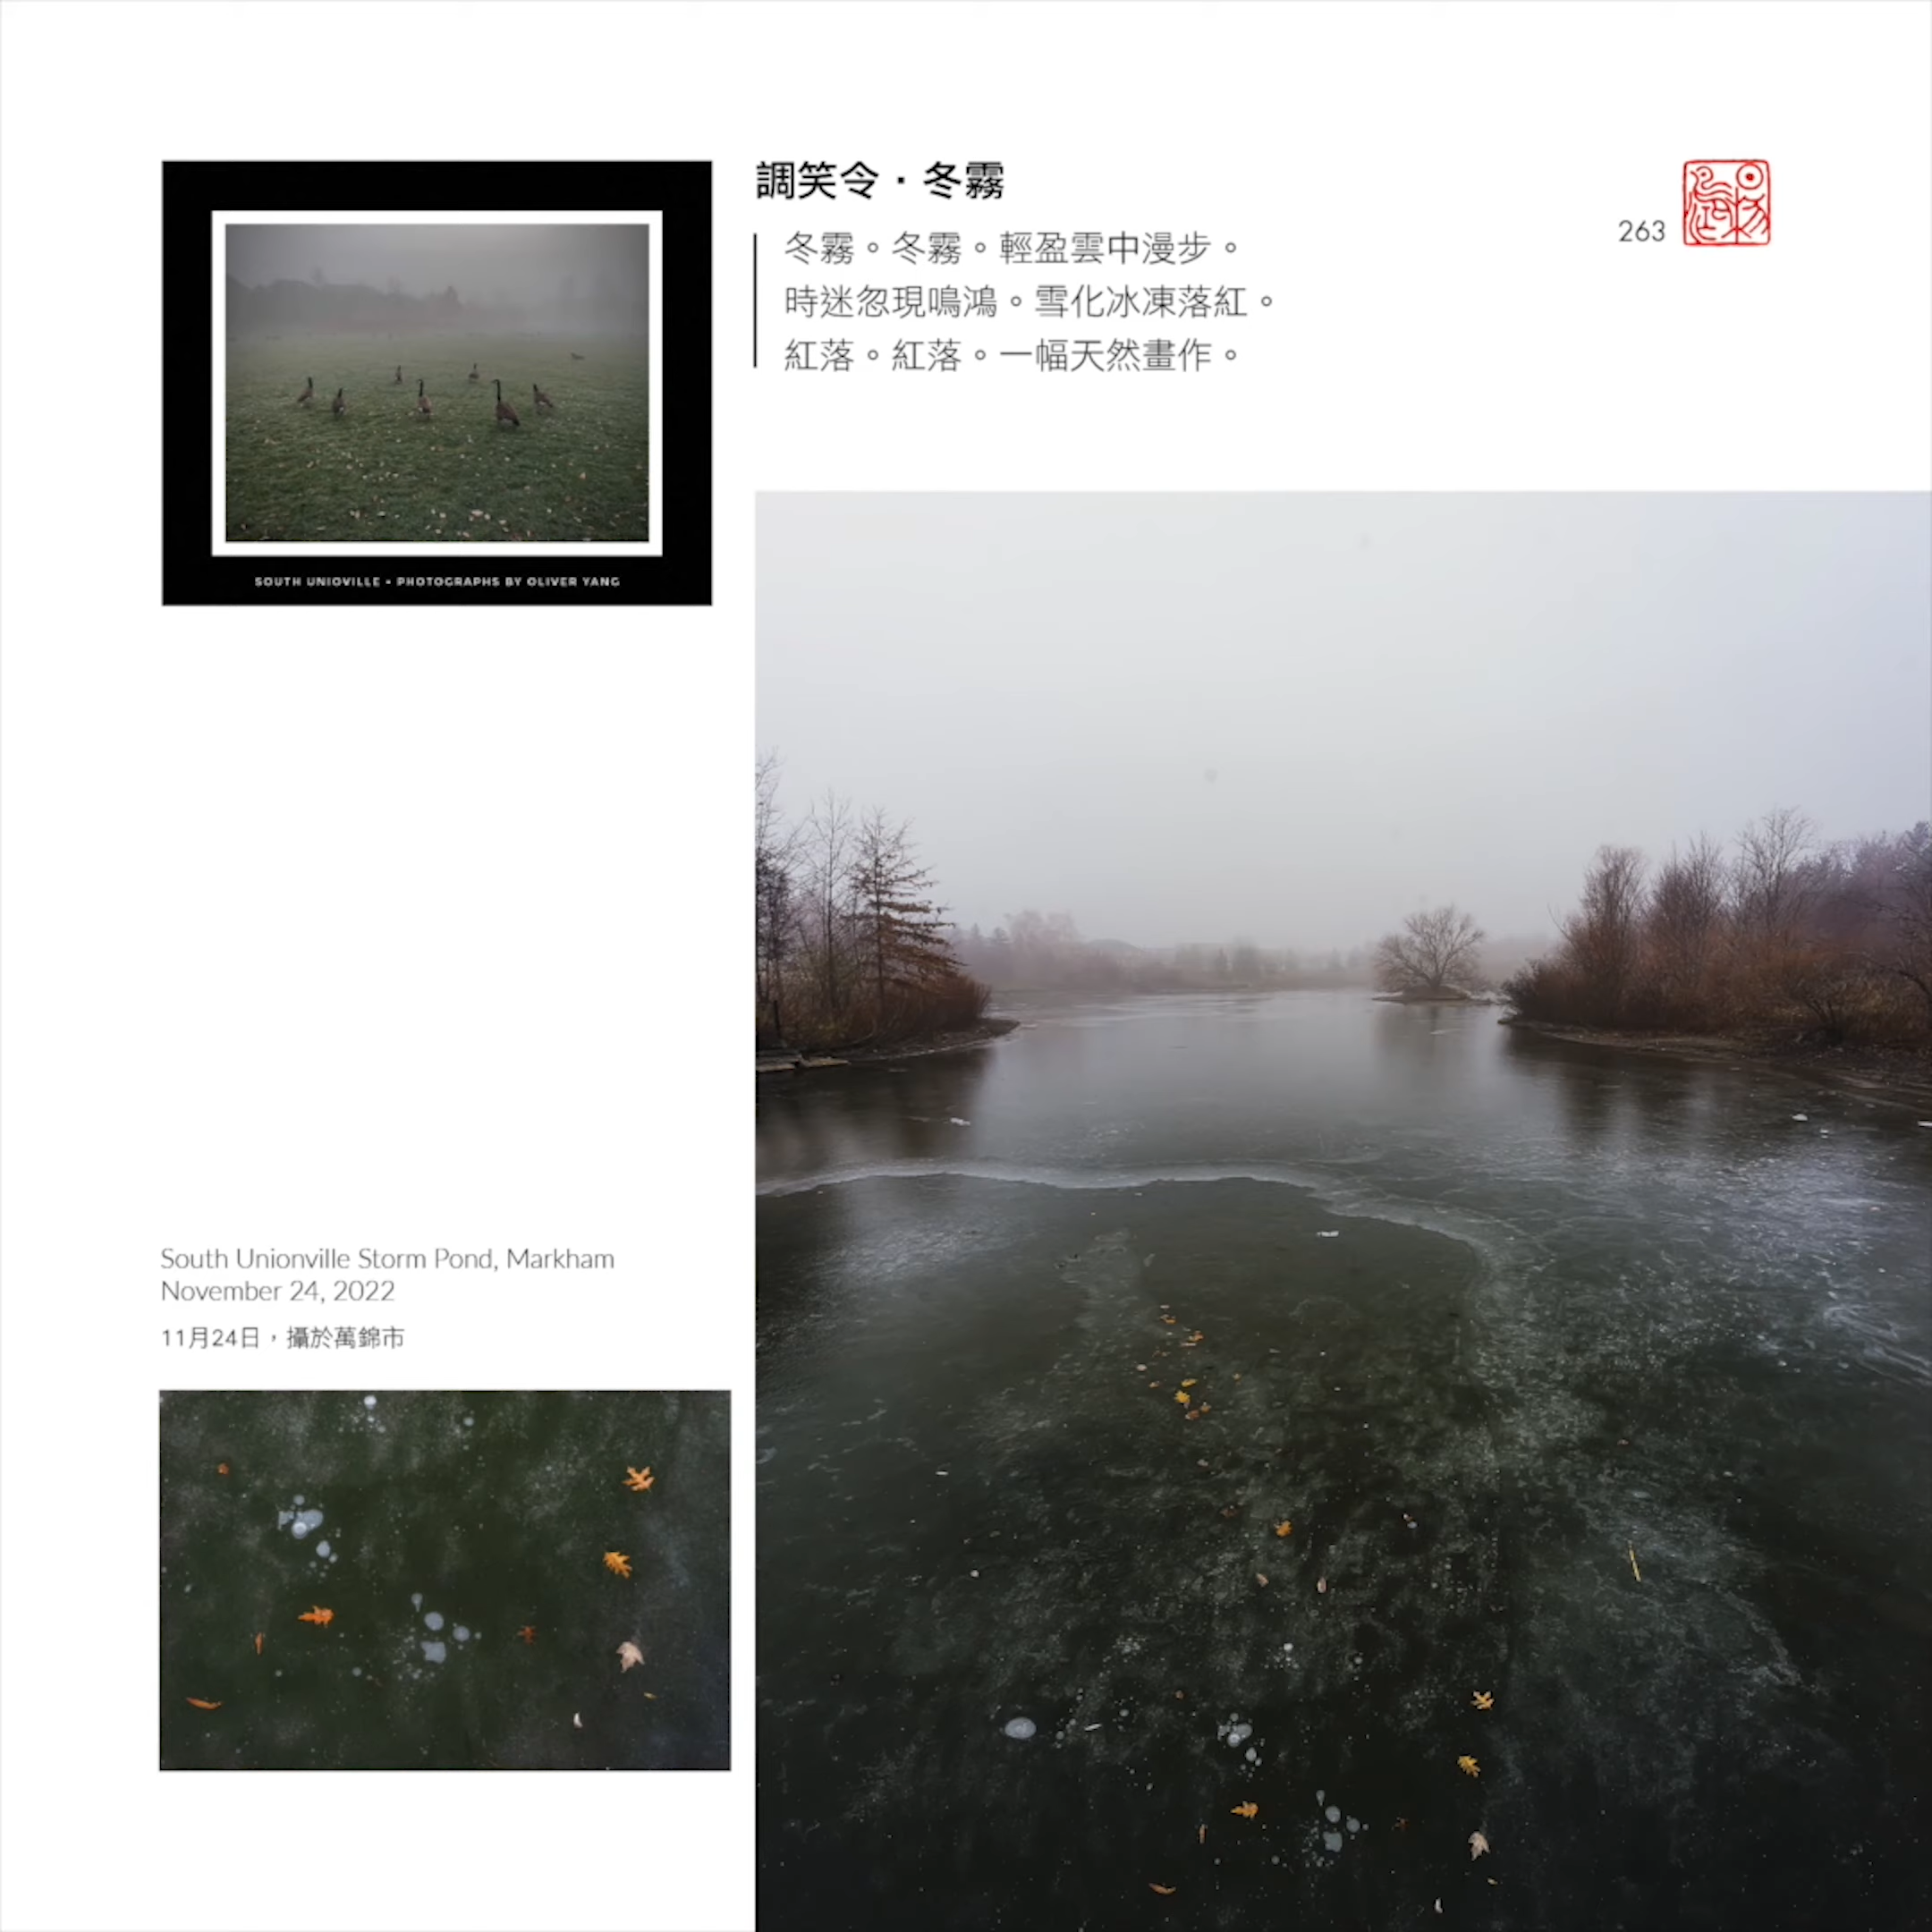 調笑令·冬霧
冬霧。冬霧。輕盈雲中漫步。
時迷忽現鳴鴻。雪化冰凍落紅。
紅落。紅落。一幅天然畫作。
263
SOUTH UNIOVILLE - PHOTOGRAPHS BY OLIVER YANG
South Unionville Storm Pond, Markham
November 24, 2022
11月24日，攝於萬錦市